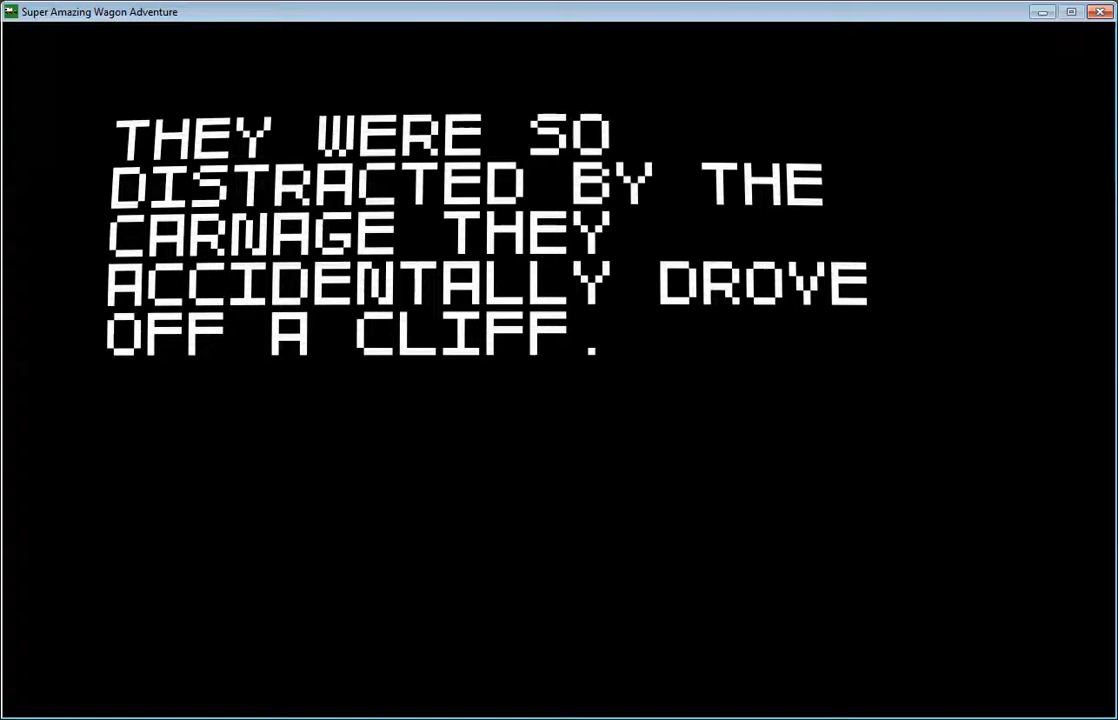 Super Amazing Wagon Adventure
THEY WERE SO
DISTRACTED BY THE
CARNAGE THEY
ACCIDENTALLY DROVE
OFF A CLIFF.